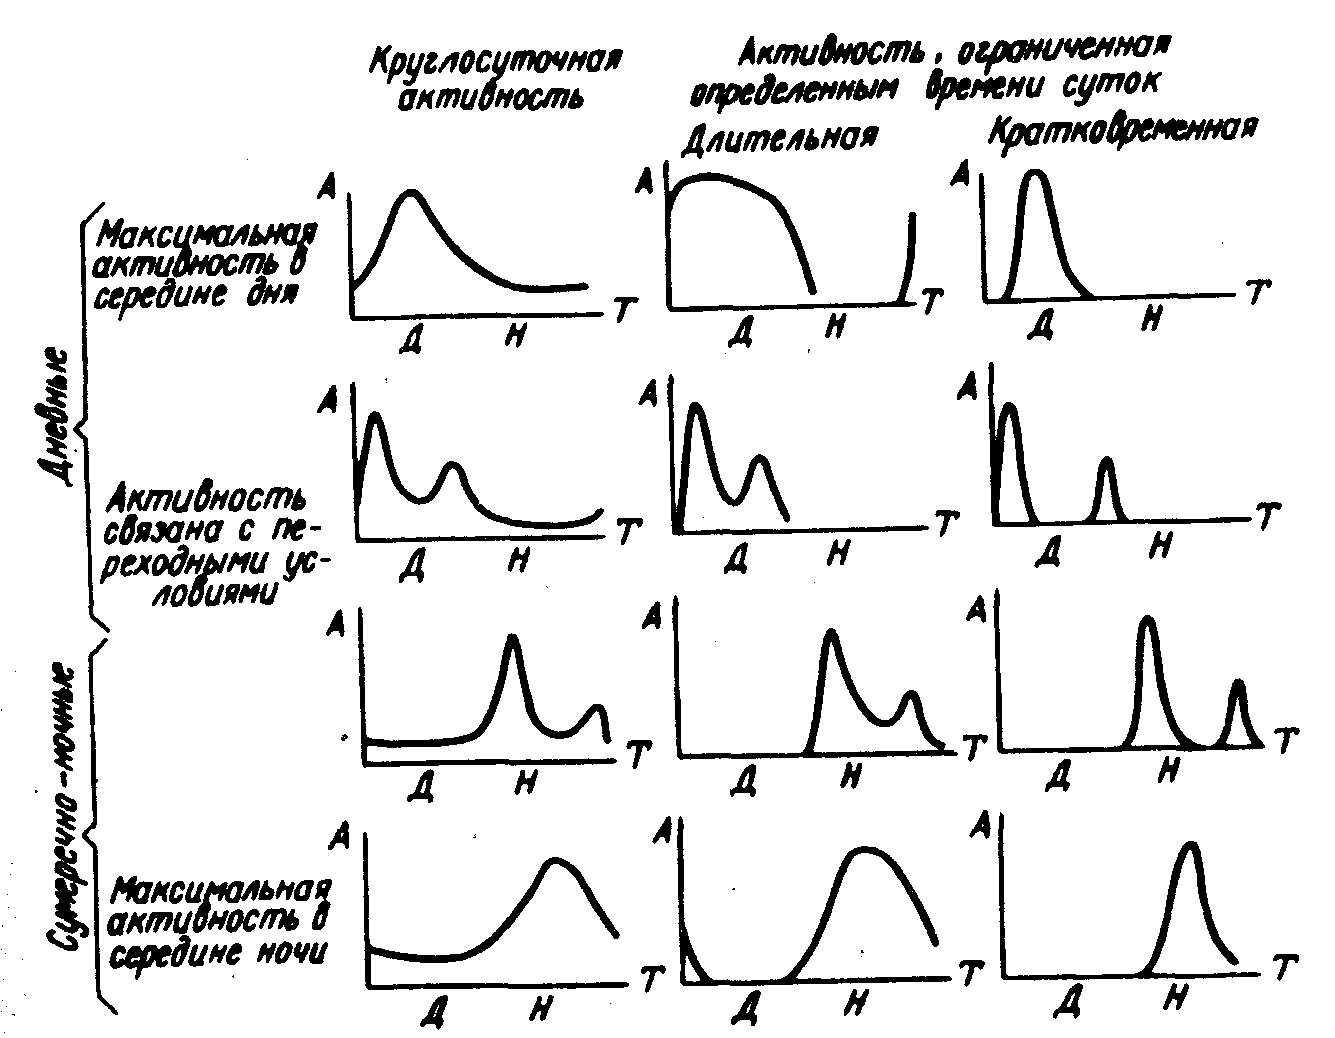 Круглосуточная
активность
Активность, ограниченная
определенным времени суток
Длительная
Кратковременная
Дневные
Максимальная
активность в
середине дня
А
Т
Д
Н
А
Т
Д
Н
А
Т
Д
Н
Активность
связана с пе-
реходными ус-
ловиями
А
Т
Д
Н
А
Т
Д
Н
А
Т
Д
Н
Сумеречно-ночные
А
Т
Д
Н
А
Т
Д
Н
А
Т
Д
Н
Максимальная
активность в
середине ночи
А
Т
Д
Н
А
Т
Д
Н
А
Т
Д
Н